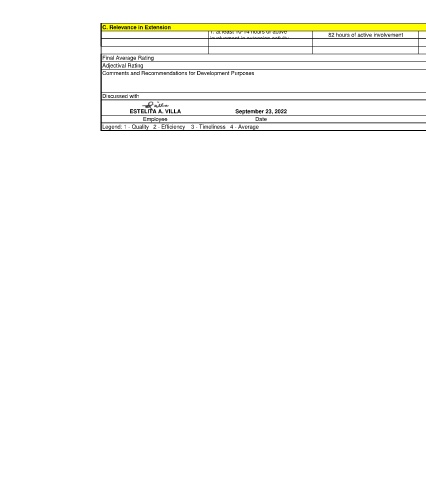 C. Relevance in Extension
1. at least 10-14 hours of active
involvement in extension activity
82 hours of active involvement
Final Average Rating
Adjectival Rating
Comments and Recommendations for Development Purposes
Discussed with
ESTELITA A. VILLA
September 23, 2022
Employee
Date
Legend: 1 - Quality 2 - Efficiency 3 - Timeliness 4 - Average